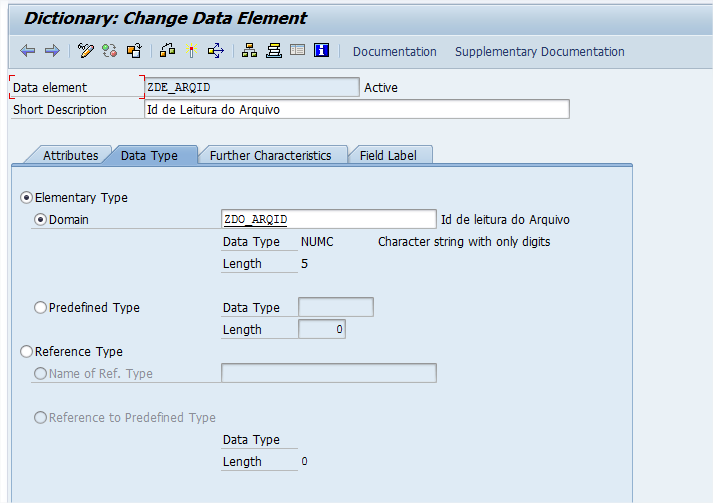 Dictionary: Change Data Element
Documentation Supplementary Documentation
Data element ZDE_ARQID Active
Short Description Id de Leitura do Arquivo
Attributes Data Type Further Characteristics Field Label
Elementary Type
Domain ZDO_ARQID Id de leitura do Arquivo
Data Type NUMC Character string with only digits
Length 5
Predefined Type Data Type
Length 0
Reference Type
Name of Ref. Type
Reference to Predefined Type
Data Type
Length 0